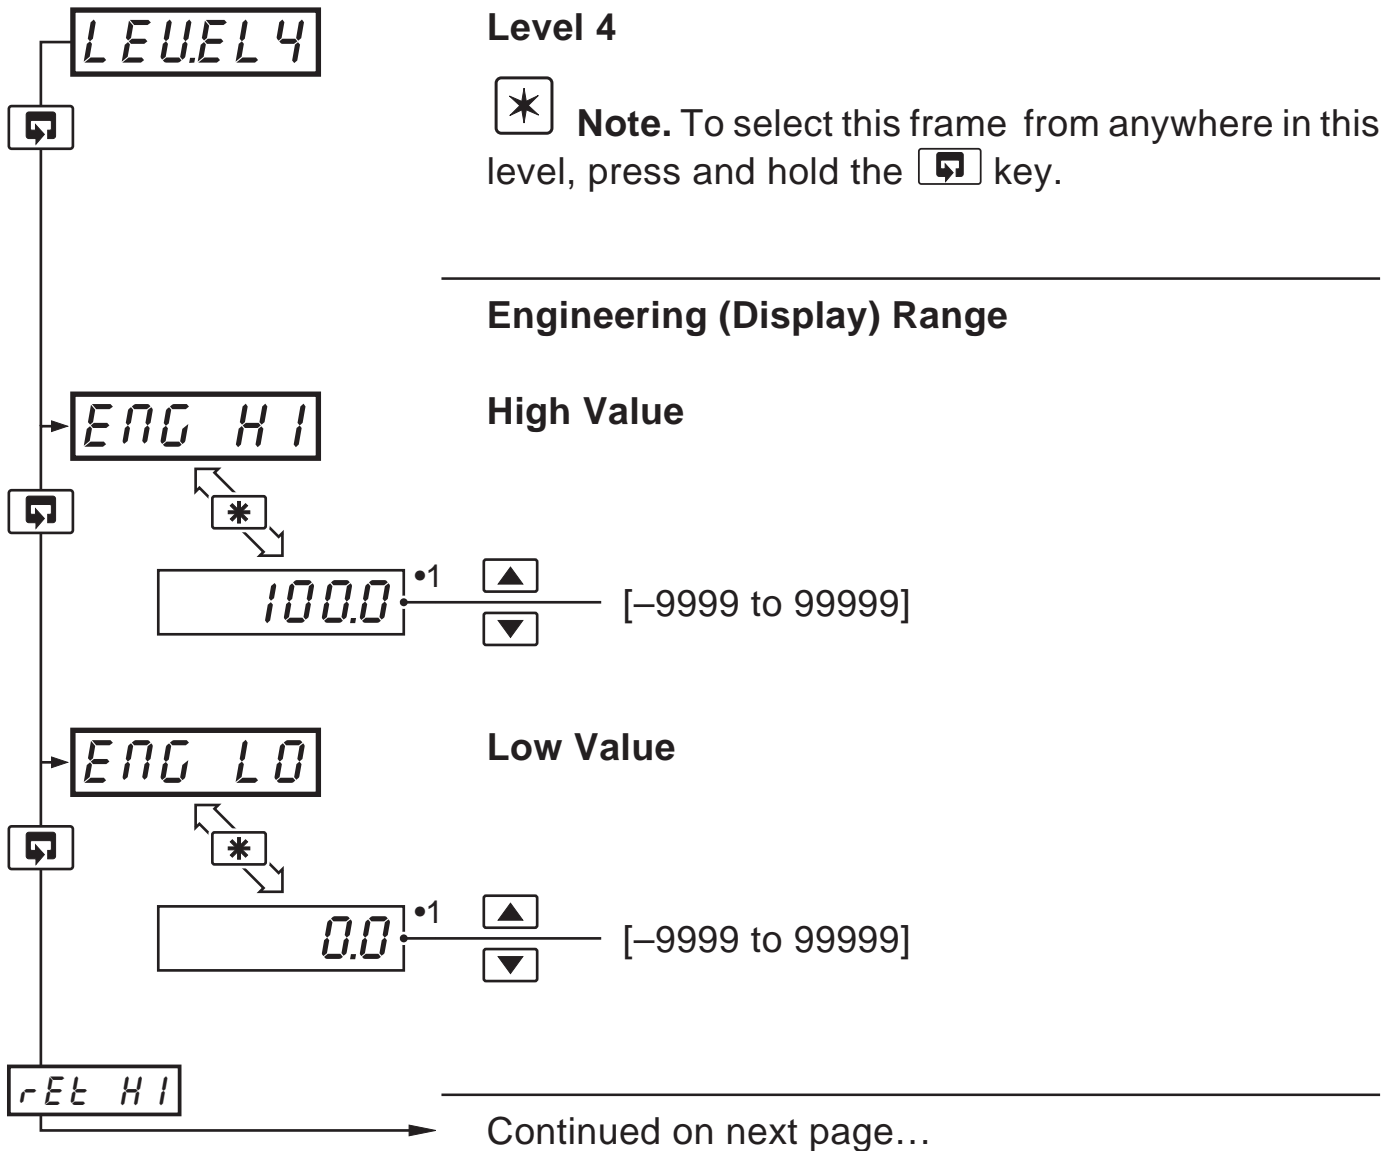 LEV.EL 4
Level 4
Note. To select this frame from anywhere in this
level, press and hold the key.
Engineering (Display) Range
ENG HI
High Value
100.0
•1
[–9999 to 99999]
ENG LO
Low Value
0.0
•1
[–9999 to 99999]
rEt HI
Continued on next page…